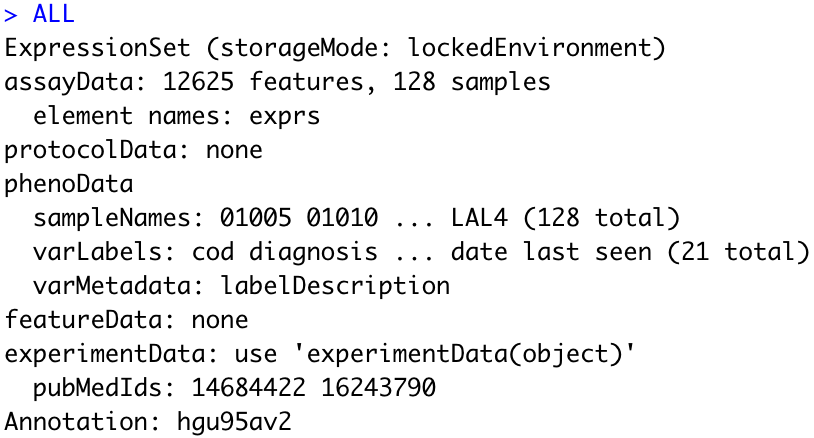 > ALL
ExpressionSet (storageMode: lockedEnvironment)
assayData: 12625 features, 128 samples
  element names: exprs
protocolData: none
phenoData
  sampleNames: 01005 01010 ... LAL4 (128 total)
  varLabels: cod diagnosis ... date last seen (21 total)
  varMetadata: labelDescription
featureData: none
experimentData: use 'experimentData(object)'
  pubMedIds: 14684422 16243790
Annotation: hgu95av2